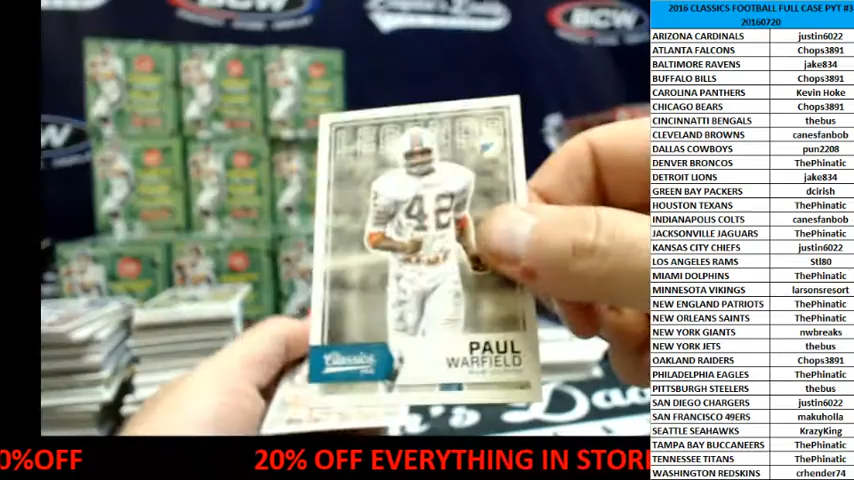 BCW
BCW
LEGENDS
42
PAUL
WARFIELD
Classics
0%OFF
20% OFF EVERYTHING IN STOR
2016 CLASSICS FOOTBALL FULL CASE PYT #3
20160720
ARIZONA CARDINALS justin6022
ATLANTA FALCONS Chops3891
BALTIMORE RAVENS jake834
BUFFALO BILLS Chops3891
CAROLINA PANTHERS Kevin Hoke
CHICAGO BEARS Chops3891
CINCINNATI BENGALS thebus
CLEVELAND BROWNS canesfanbob
DALLAS COWBOYS pun2208
DENVER BRONCOS ThePhinatic
DETROIT LIONS jake834
GREEN BAY PACKERS dcirish
HOUSTON TEXANS ThePhinatic
INDIANAPOLIS COLTS canesfanbob
JACKSONVILLE JAGUARS ThePhinatic
KANSAS CITY CHIEFS justin6022
LOS ANGELES RAMS Stl80
MIAMI DOLPHINS ThePhinatic
MINNESOTA VIKINGS larsonsresort
NEW ENGLAND PATRIOTS ThePhinatic
NEW ORLEANS SAINTS ThePhinatic
NEW YORK GIANTS nwbreaks
NEW YORK JETS thebus
OAKLAND RAIDERS Chops3891
PHILADELPHIA EAGLES ThePhinatic
PITTSBURGH STEELERS thebus
SAN DIEGO CHARGERS justin6022
SAN FRANCISCO 49ERS makuholla
SEATTLE SEAHAWKS KrazyKing
TAMPA BAY BUCCANEERS ThePhinatic
TENNESSEE TITANS ThePhinatic
WASHINGTON REDSKINS crhender74